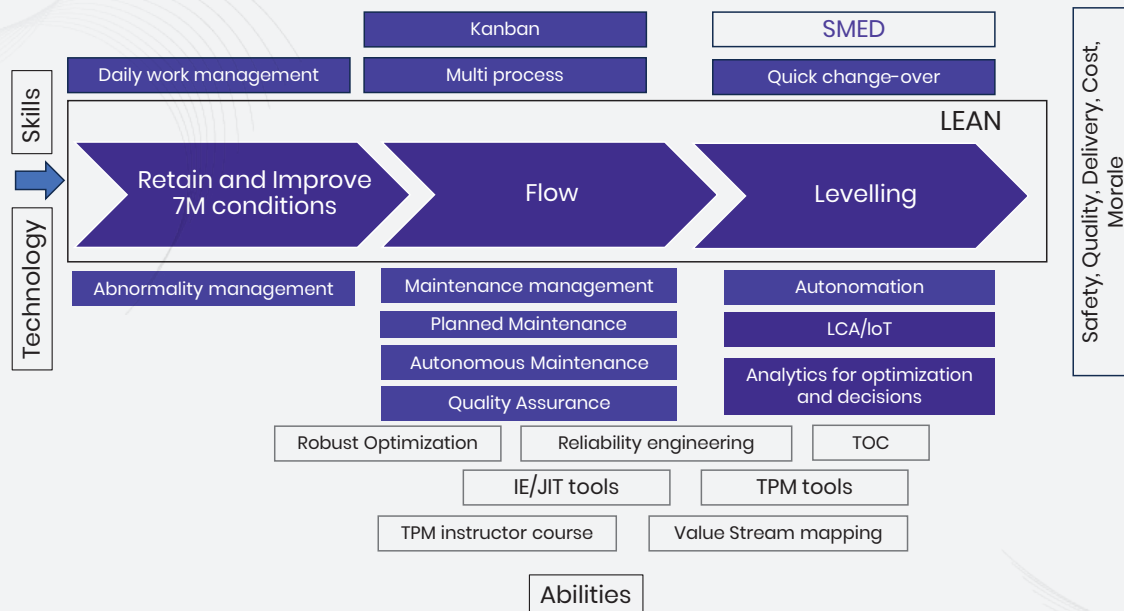 Kanban
SMED
Daily work management
Multi process
Quick change-over
Skills
Technology
LEAN
Retain and Improve
7M conditions
Flow
Levelling
Safety, Quality, Delivery, Cost,
Morale
Abnormality management
Maintenance management
Autonomation
Planned Maintenance
LCA/IoT
Autonomous Maintenance
Analytics for optimization
and decisions
Quality Assurance
Robust Optimization
Reliability engineering
TOC
IE/JIT tools
TPM tools
TPM instructor course
Value Stream mapping
Abilities